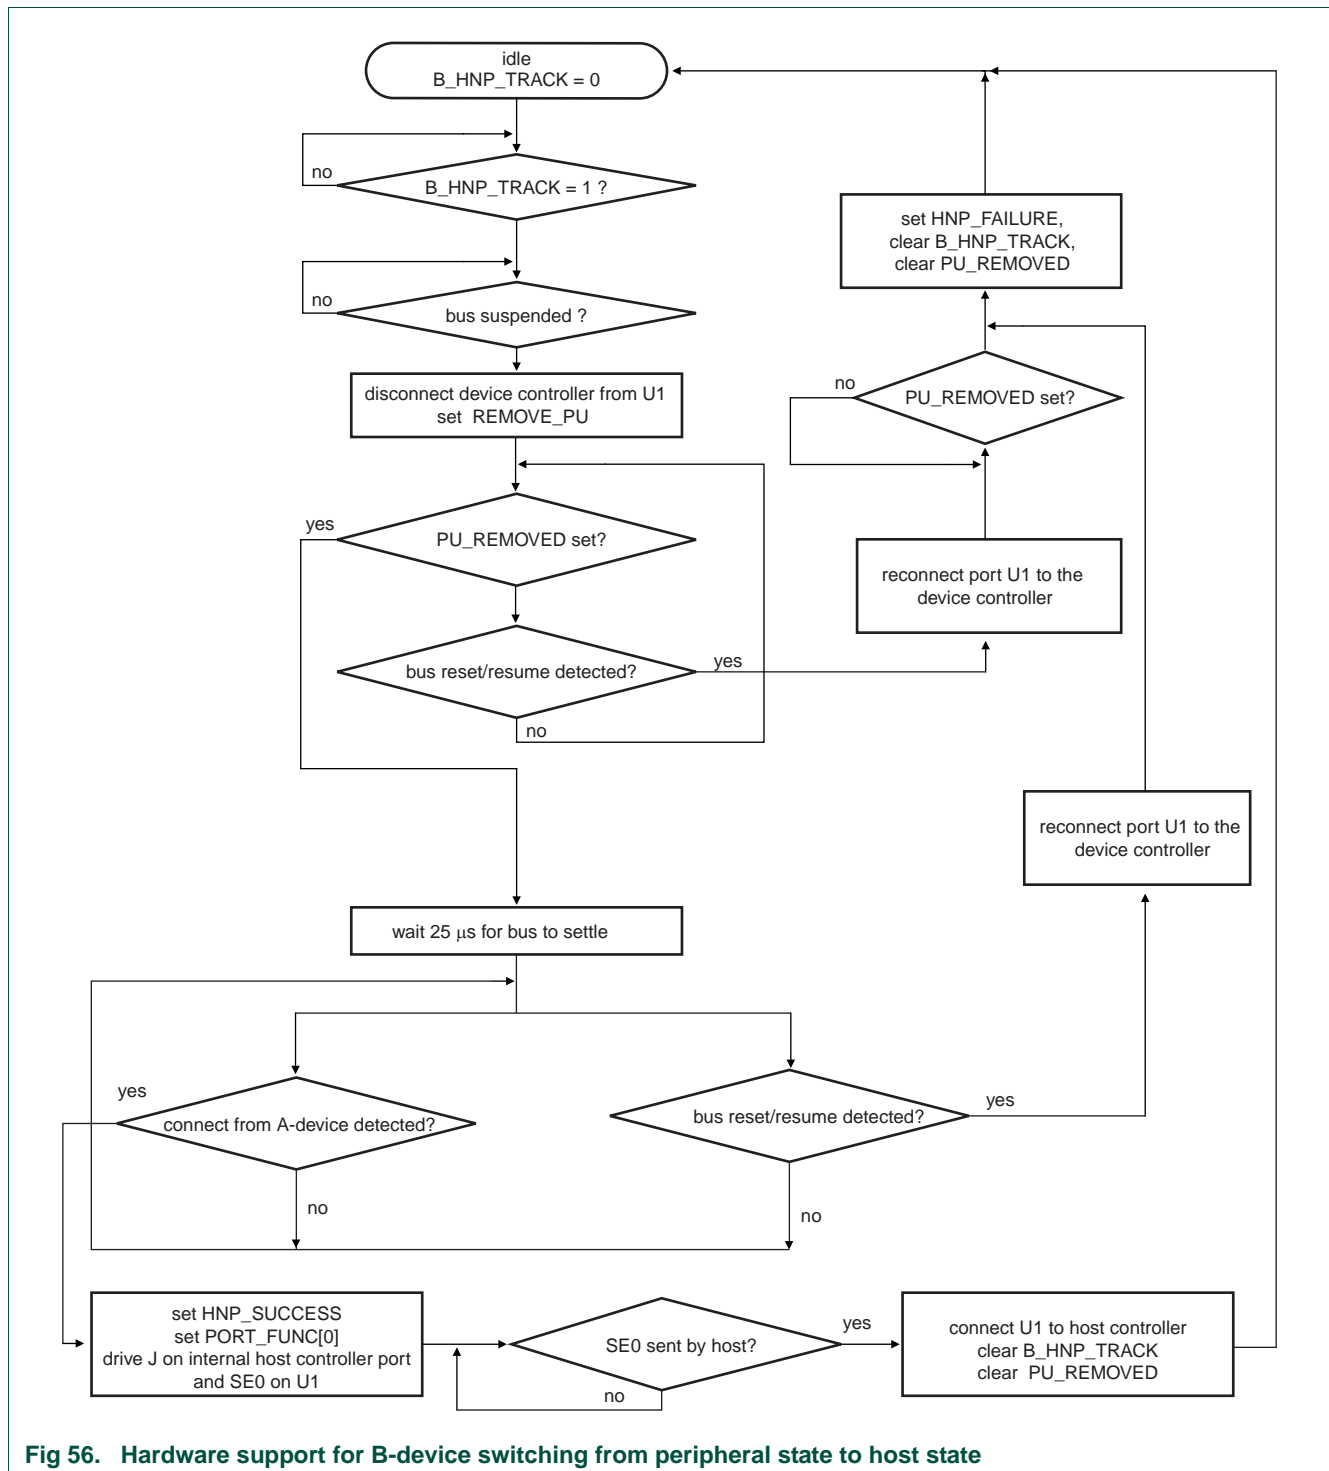 idle
B_HNP_TRACK = 0
no
B_HNP_TRACK = 1 ?
no
bus suspended ?
disconnect device controller from U1
set REMOVE_PU
yes
PU_REMOVED set?
bus reset/resume detected?
yes
no
set HNP_FAILURE,
clear B_HNP_TRACK,
clear PU_REMOVED
no
PU_REMOVED set?
reconnect port U1 to the
device controller
reconnect port U1 to the
device controller
wait 25 μs for bus to settle
yes
connect from A-device detected?
no
bus reset/resume detected?
yes
no
set HNP_SUCCESS
set PORT_FUNC[0]
drive J on internal host controller port
and SE0 on U1
SE0 sent by host?
yes
no
connect U1 to host controller
clear B_HNP_TRACK
clear PU_REMOVED
Fig 56. Hardware support for B-device switching from peripheral state to host state